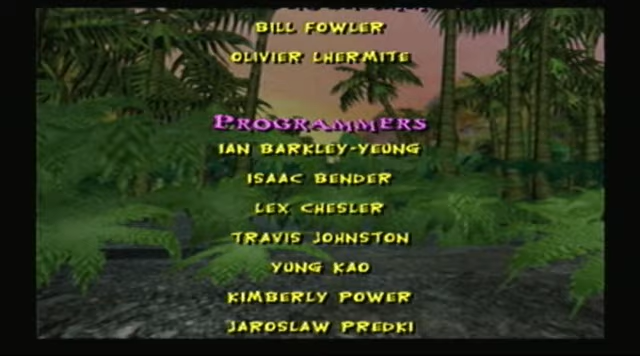 BILL FOWLER
OLIVIER LHERMITE
PROGRAMMERS
IAN BARKLEY-YEUNG
ISAAC BENDER
LEX CHESLER
TRAVIS JOHNSTON
YUNG KAO
KIMBERLY POWER
JAROSLAW PREDKI